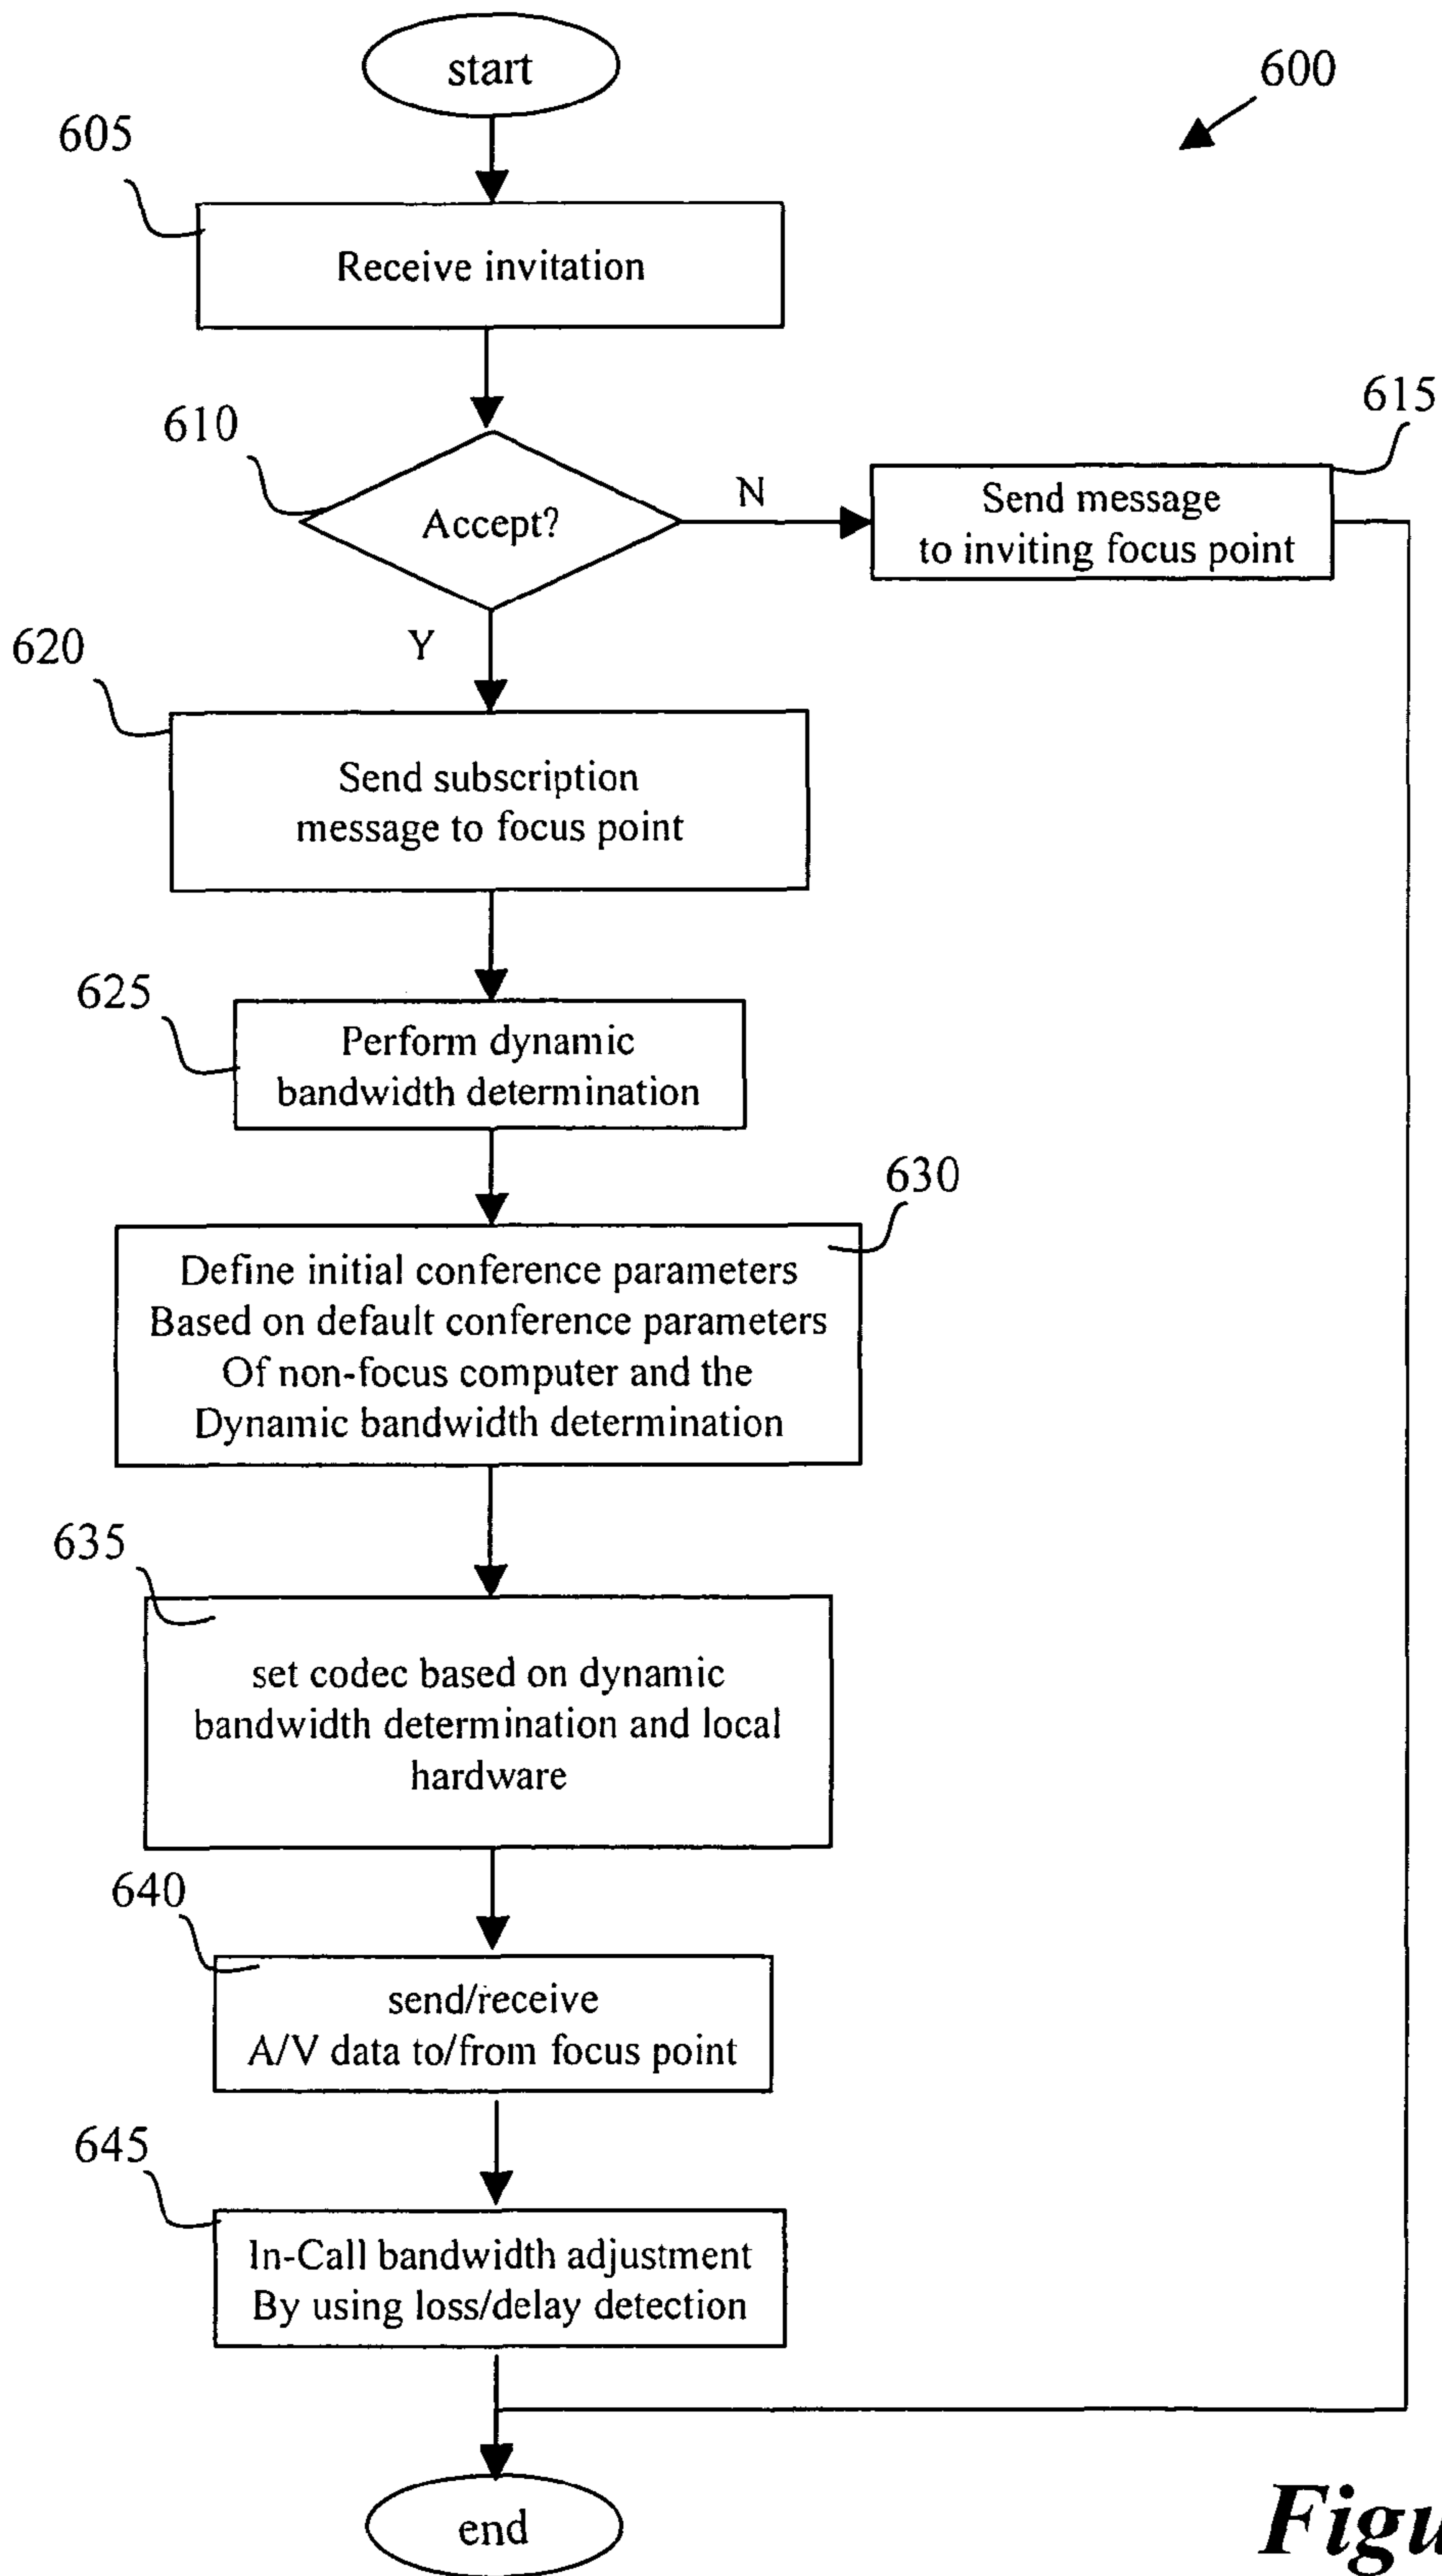 start
600
605
Receive invitation
610
Accept?
N
615
Send message
to inviting focus point
Y
620
Send subscription
message to focus point
625
Perform dynamic
bandwidth determination
630
Define initial conference parameters
Based on default conference parameters
Of non-focus computer and the
Dynamic bandwidth determination
635
set codec based on dynamic
bandwidth determination and local
hardware
640
send/receive
A/V data to/from focus point
645
In-Call bandwidth adjustment
By using loss/delay detection
end